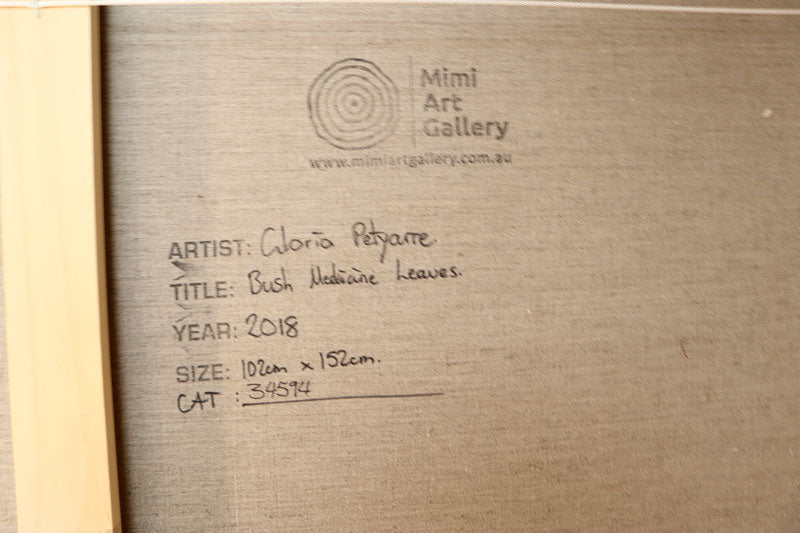 Mimi
Art
Gallery
www.mimiartgallery.com.au
ARTIST: Gloria Petyarre.
TITLE: Bush Medicine Leaves.
YEAR: 2018
SIZE: 102cm x 152cm.
CAT : 34594